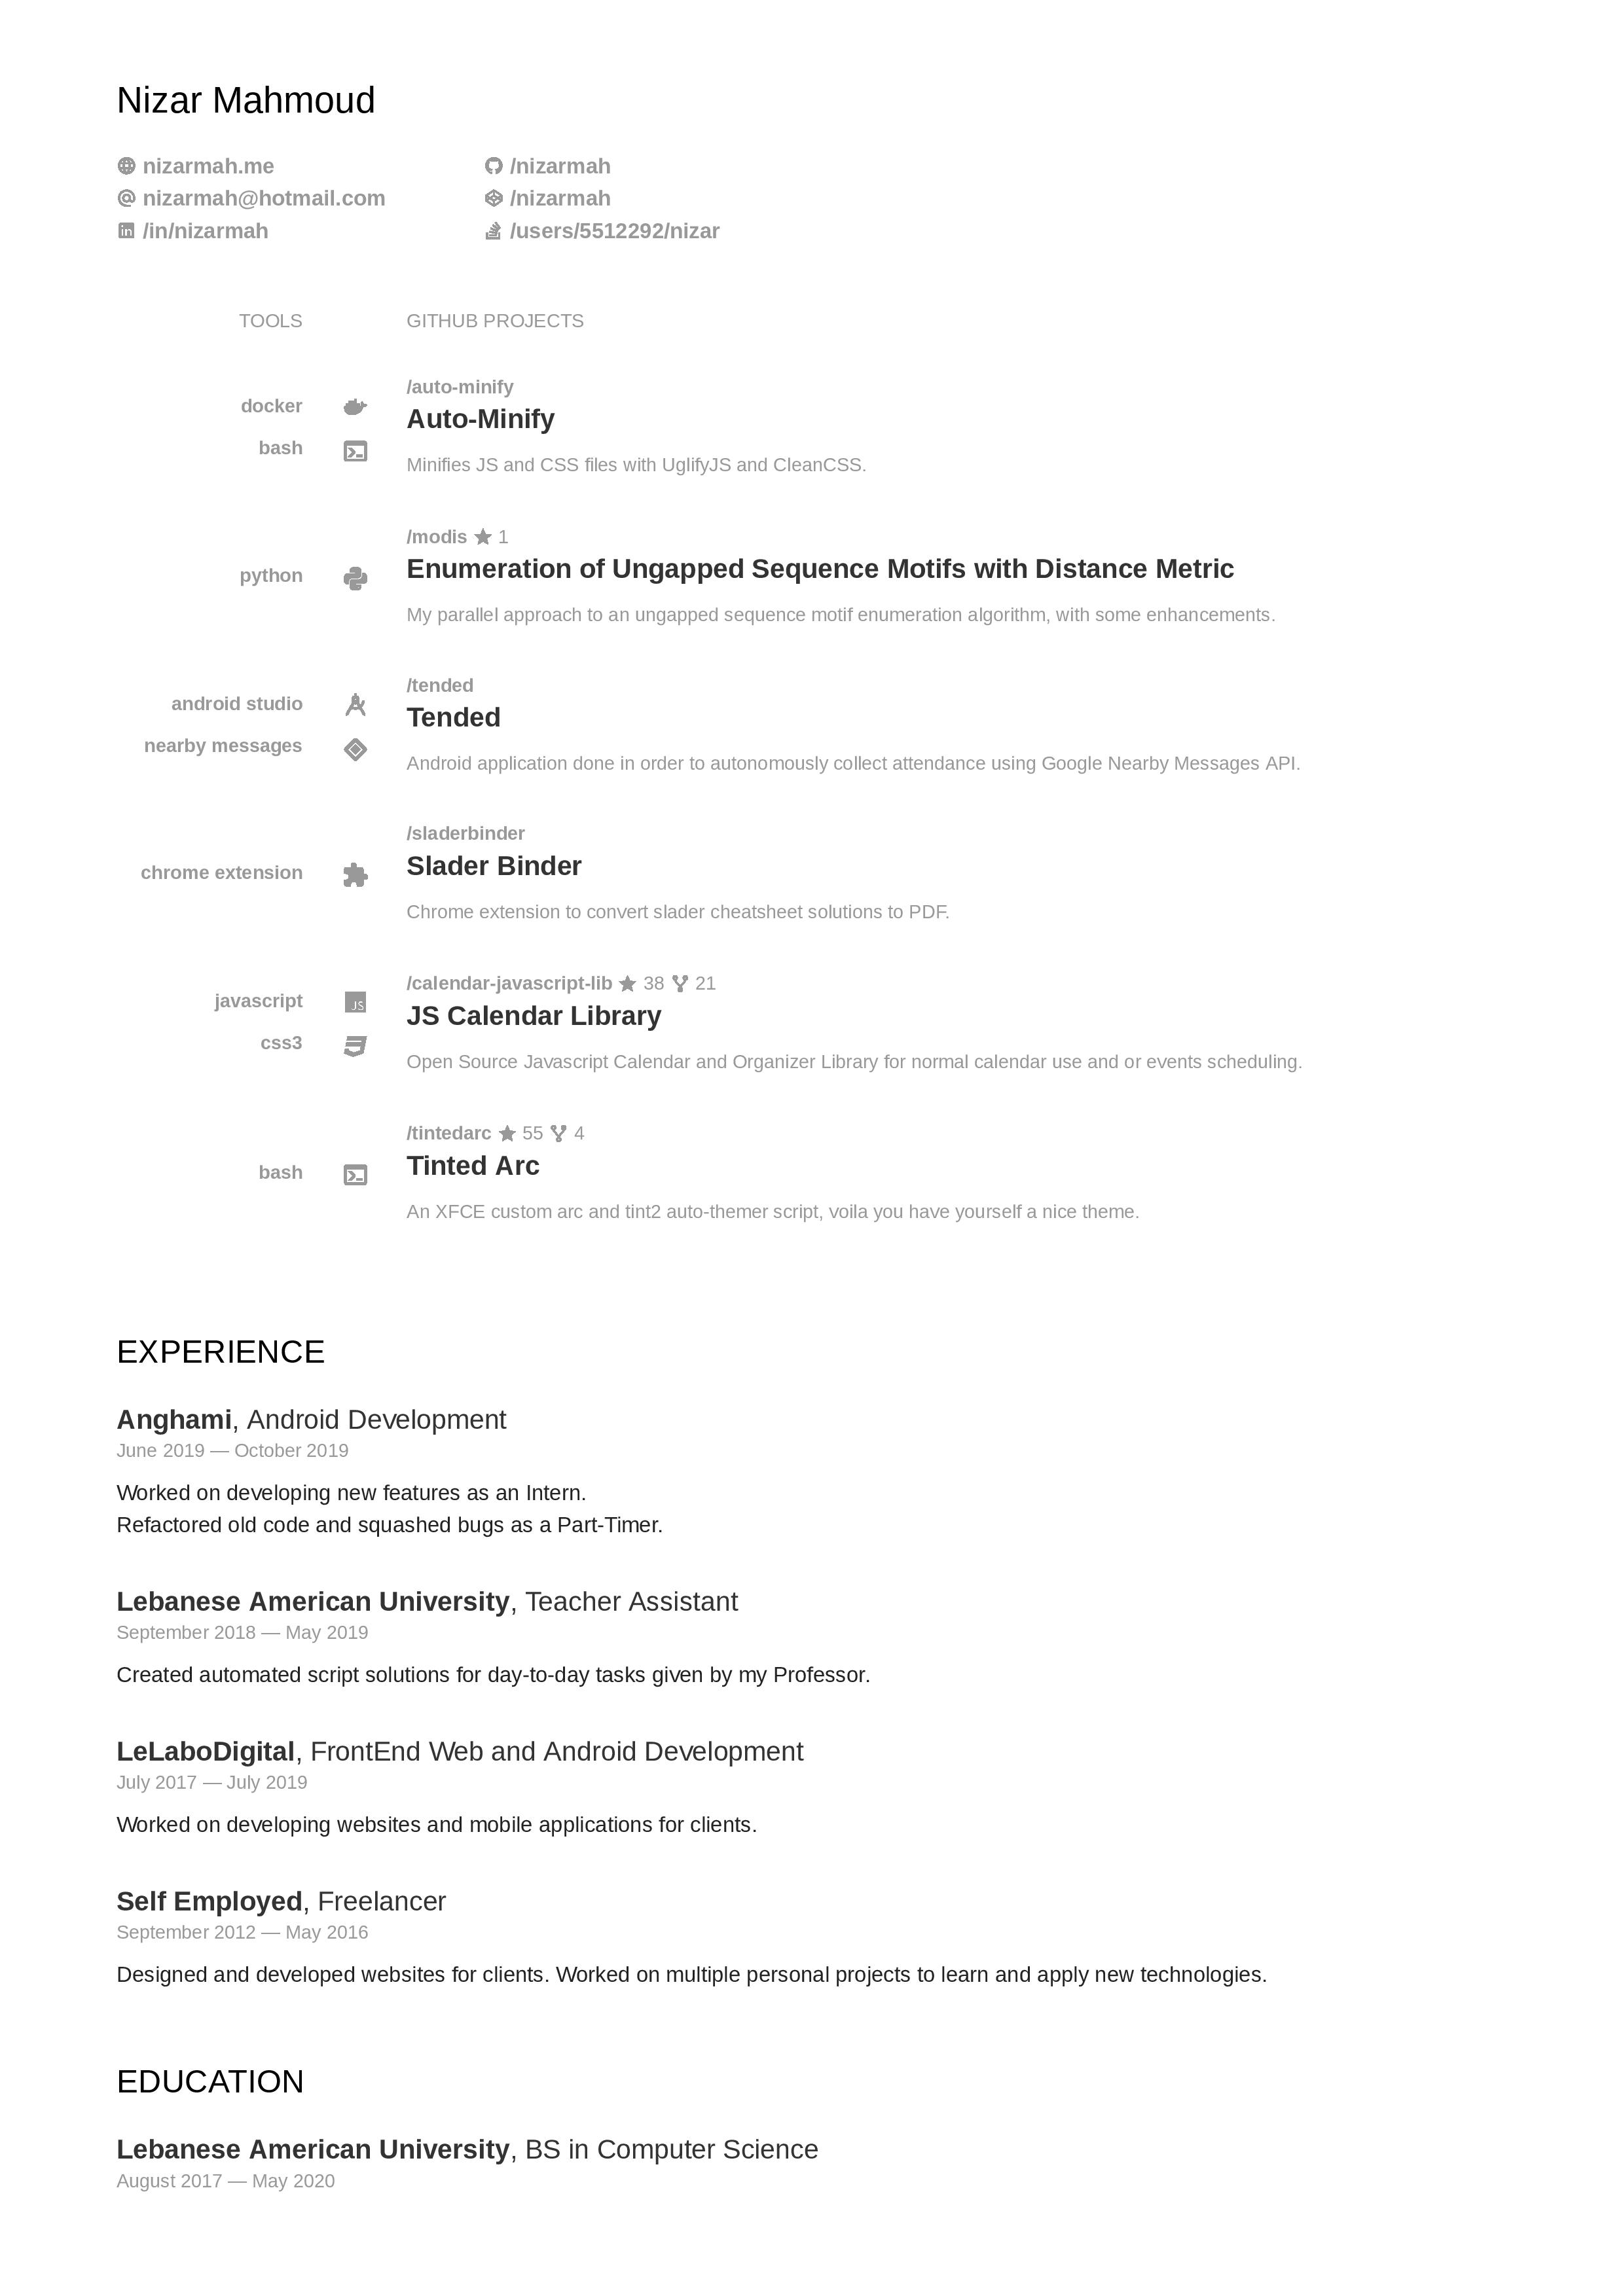 Nizar Mahmoud
nizarmah.me
nizarmah@hotmail.com
/in/nizarmah
/nizarmah
/nizarmah
/users/5512292/nizar
TOOLS
GITHUB PROJECTS
docker
bash
/auto-minify
Auto-Minify
Minifies JS and CSS files with UglifyJS and CleanCSS.
python
/modis 1
Enumeration of Ungapped Sequence Motifs with Distance Metric
My parallel approach to an ungapped sequence motif enumeration algorithm, with some enhancements.
android studio
nearby messages
/tended
Tended
Android application done in order to autonomously collect attendance using Google Nearby Messages API.
chrome extension
/sladerbinder
Slader Binder
Chrome extension to convert slader cheatsheet solutions to PDF.
javascript
JS
css3
/calendar-javascript-lib 38 21
JS Calendar Library
Open Source Javascript Calendar and Organizer Library for normal calendar use and or events scheduling.
bash
/tintedarc 55 4
Tinted Arc
An XFCE custom arc and tint2 auto-themer script, voila you have yourself a nice theme.
EXPERIENCE
Anghami, Android Development
June 2019 — October 2019
Worked on developing new features as an Intern.
Refactored old code and squashed bugs as a Part-Timer.
Lebanese American University, Teacher Assistant
September 2018 — May 2019
Created automated script solutions for day-to-day tasks given by my Professor.
LeLaboDigital, FrontEnd Web and Android Development
July 2017 — July 2019
Worked on developing websites and mobile applications for clients.
Self Employed, Freelancer
September 2012 — May 2016
Designed and developed websites for clients. Worked on multiple personal projects to learn and apply new technologies.
EDUCATION
Lebanese American University, BS in Computer Science
August 2017 — May 2020